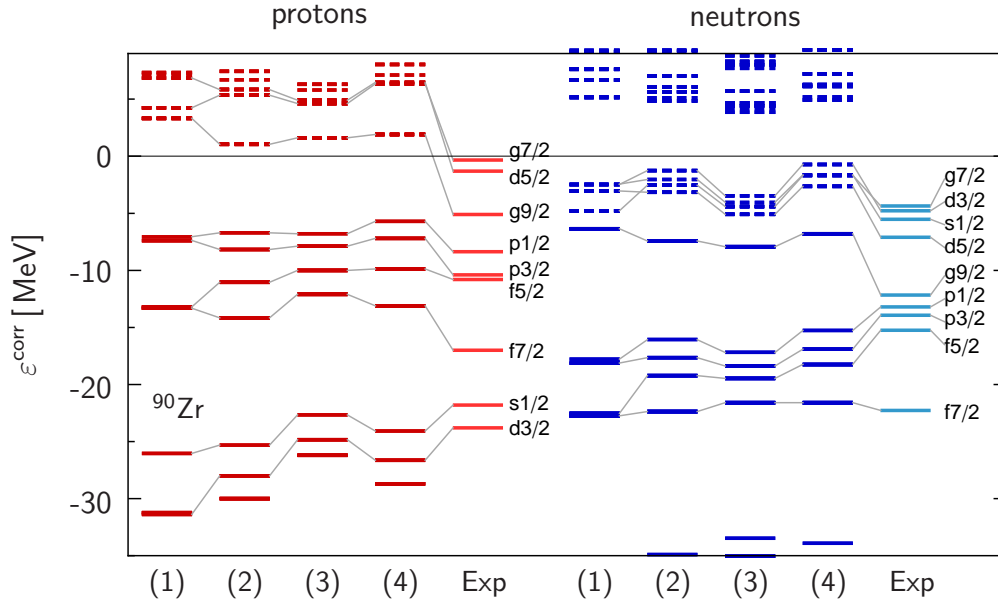 protons
neutrons
0
-10
-20
-30
ε^corr [MeV]
⁹⁰Zr
g7/2
d5/2
g9/2
p1/2
p3/2
f5/2
f7/2
s1/2
d3/2
g7/2
d3/2
s1/2
d5/2
g9/2
p1/2
p3/2
f5/2
f7/2
(1) (2) (3) (4) Exp (1) (2) (3) (4) Exp